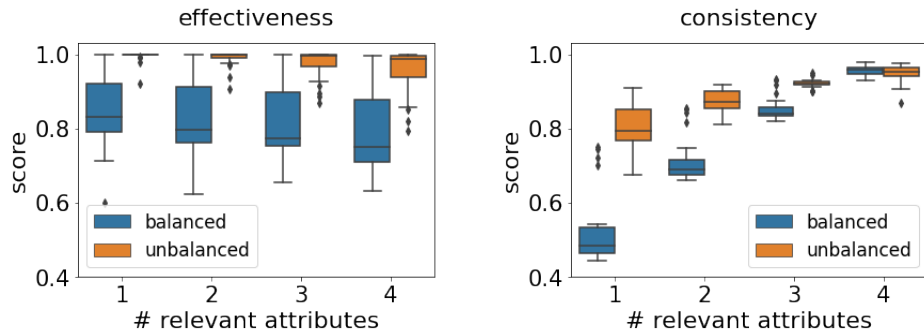 effectiveness
score
1.0
0.8
0.6
0.4
balanced
unbalanced
1 2 3 4
# relevant attributes
consistency
score
1.0
0.8
0.6
0.4
balanced
unbalanced
1 2 3 4
# relevant attributes